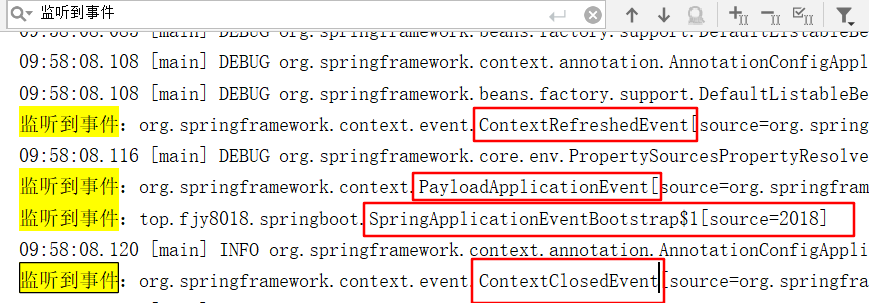 监听到事件
09:58:08.085 [main] DEBUG org.springframework.beans.factory.support.DefaultListableBe
09:58:08.108 [main] DEBUG org.springframework.context.annotation.AnnotationConfigAppl
09:58:08.108 [main] DEBUG org.springframework.beans.factory.support.DefaultListableBe
监听到事件: org.springframework.context.event.ContextRefreshedEvent[source=org.spring
09:58:08.116 [main] DEBUG org.springframework.core.env.PropertySourcesPropertyResolve
监听到事件: org.springframework.context.PayloadApplicationEvent[source=org.springfram
监听到事件: top.fjy8018.springboot.SpringApplicationEventBootstrap$1[source=2018]
09:58:08.120 [main] INFO org.springframework.context.annotation.AnnotationConfigAppli
监听到事件: org.springframework.context.event.ContextClosedEvent[source=org.springfra